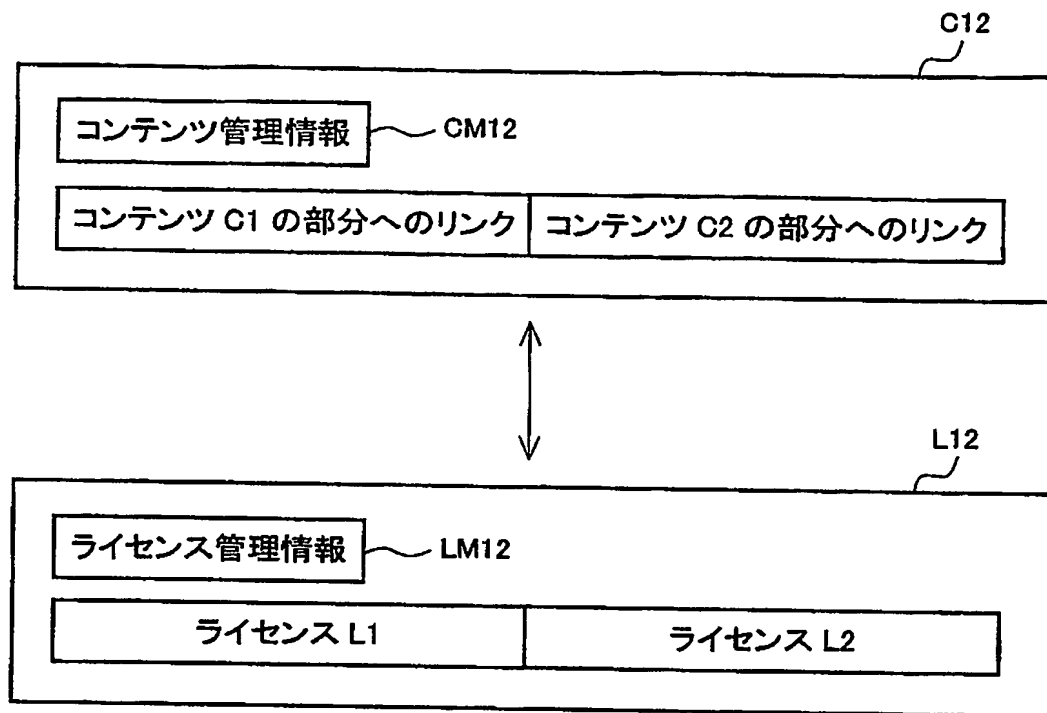 C12
コンテンツ管理情報
CM12
コンテンツ C1 の部分へのリンク
コンテンツ C2 の部分へのリンク
L12
ライセンス管理情報
LM12
ライセンス L1
ライセンス L2